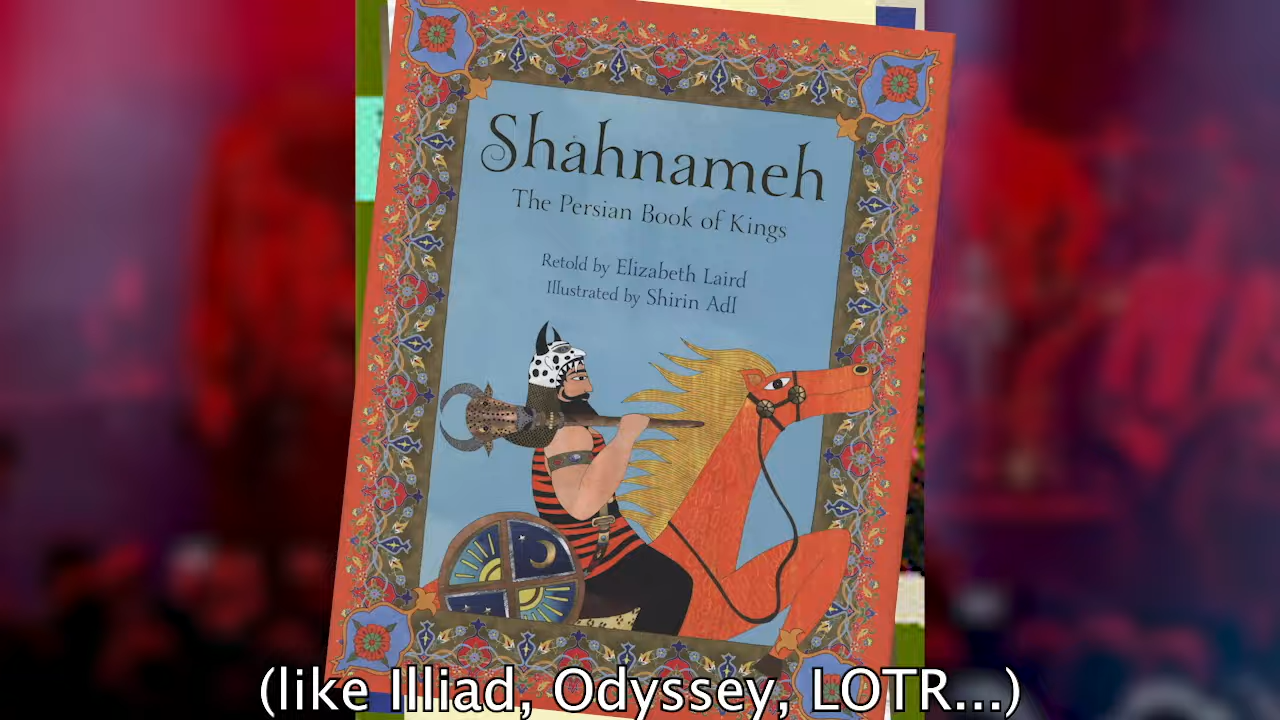 Shahnameh
The Persian Book of Kings
Retold by Elizabeth Laird
Illustrated by Shirin Adl
(like Illiad, Odyssey, LOTR...)